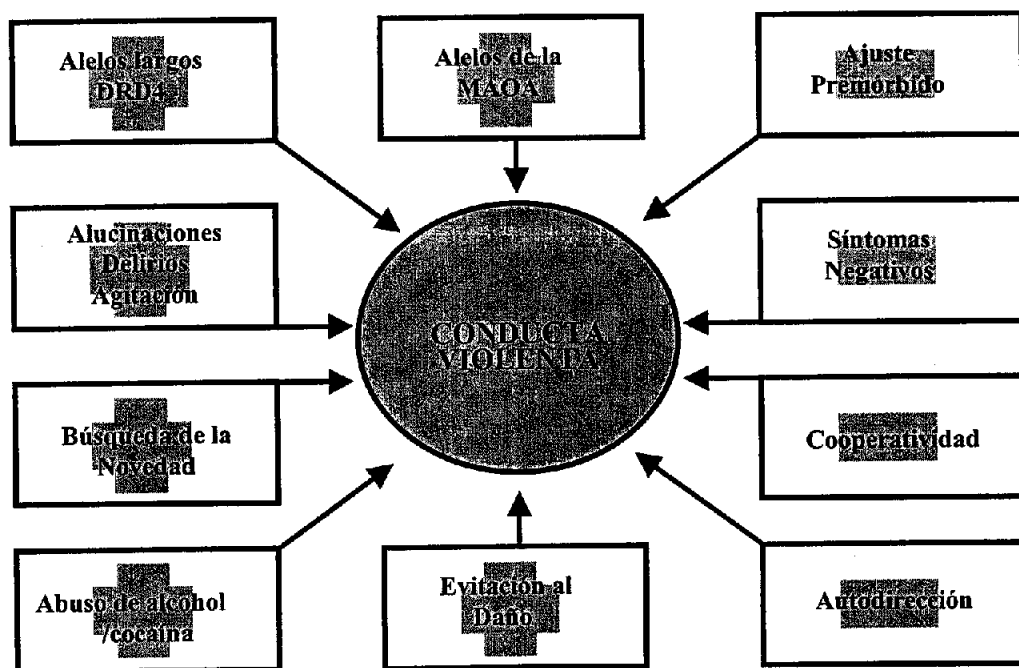 Alelos largos
DRD4
Alelos de la
MAOA
Ajuste
Premorbido
Alucinaciones
Delirios
Agitación
Síntomas
Negativos
CONDUCTA
VIOLENTA
Búsqueda de la
Novedad
Cooperatividad
Abuso de alcohol
/cocaína
Evitación al
Daño
Autodirección